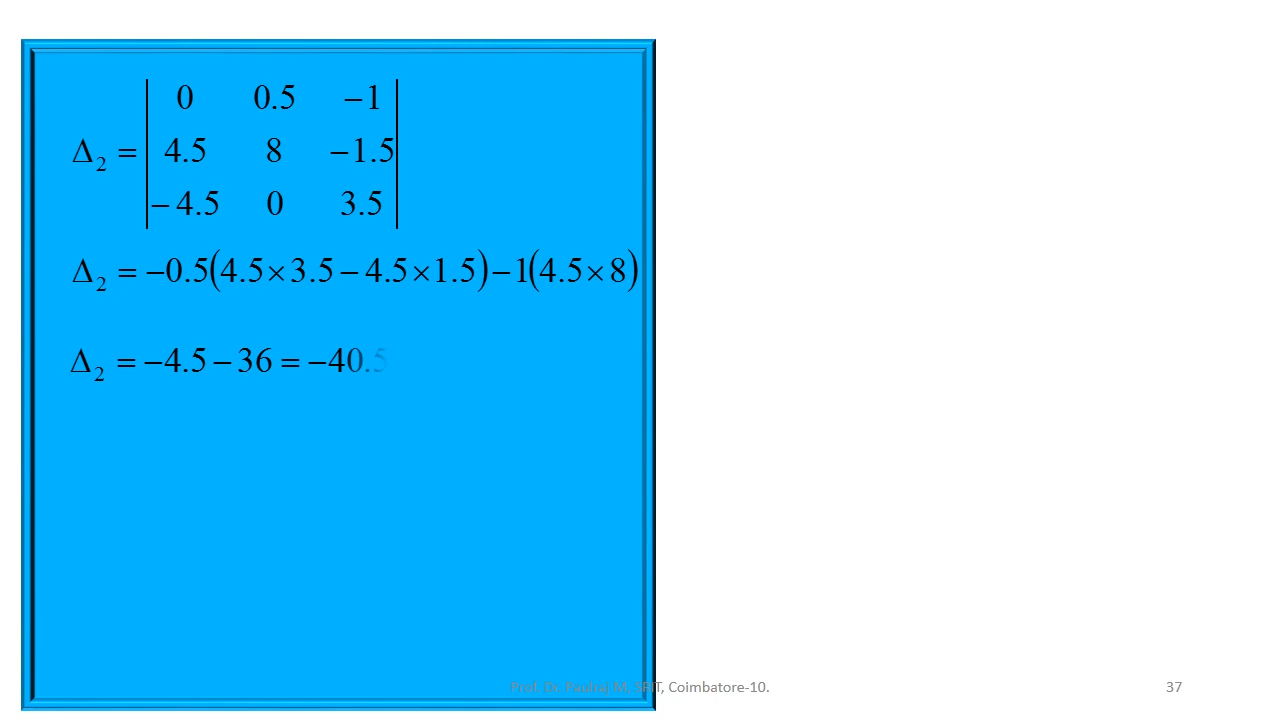 0 0.5 −1
Δ₂ = 4.5 8 −1.5
−4.5 0 3.5
Δ₂ = −0.5(4.5×3.5−4.5×1.5)−1(4.5×8)
Δ₂ = −4.5−36 = −40.5
Prof. Dr. Paulraj M, SRIT, Coimbatore-10.
37